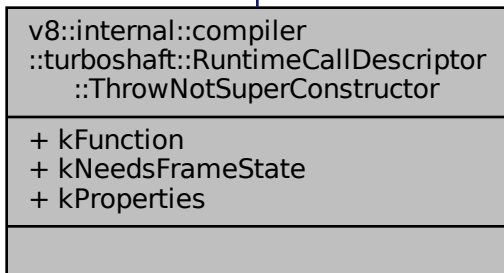 v8::internal::compiler
::turboshaft::RuntimeCallDescriptor
::ThrowNotSuperConstructor
+ kFunction
+ kNeedsFrameState
+ kProperties